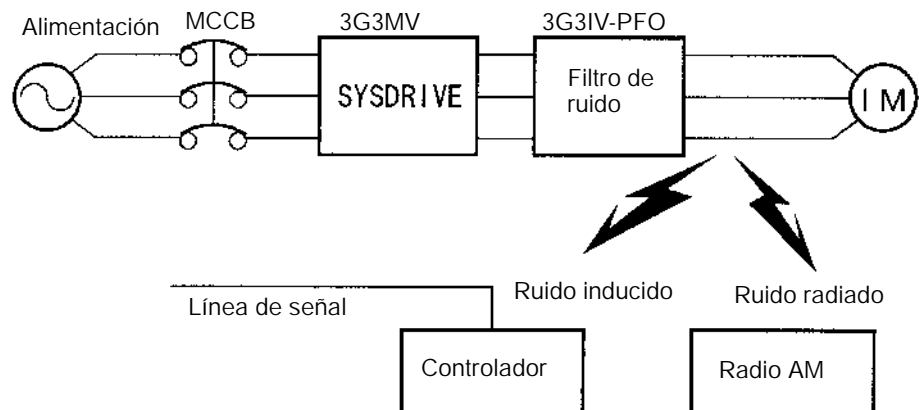 Alimentación
MCCB
3G3MV
3G3IV-PFO
SYSDRIVE
Filtro de
ruido
IM
Línea de señal
Ruido inducido
Ruido radiado
Controlador
Radio AM